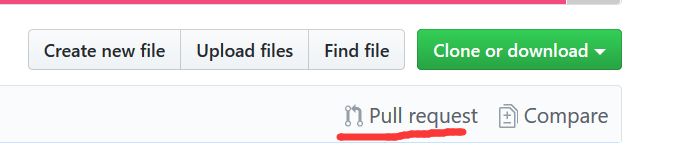 Create new file Upload files Find file Clone or download
Pull request Compare